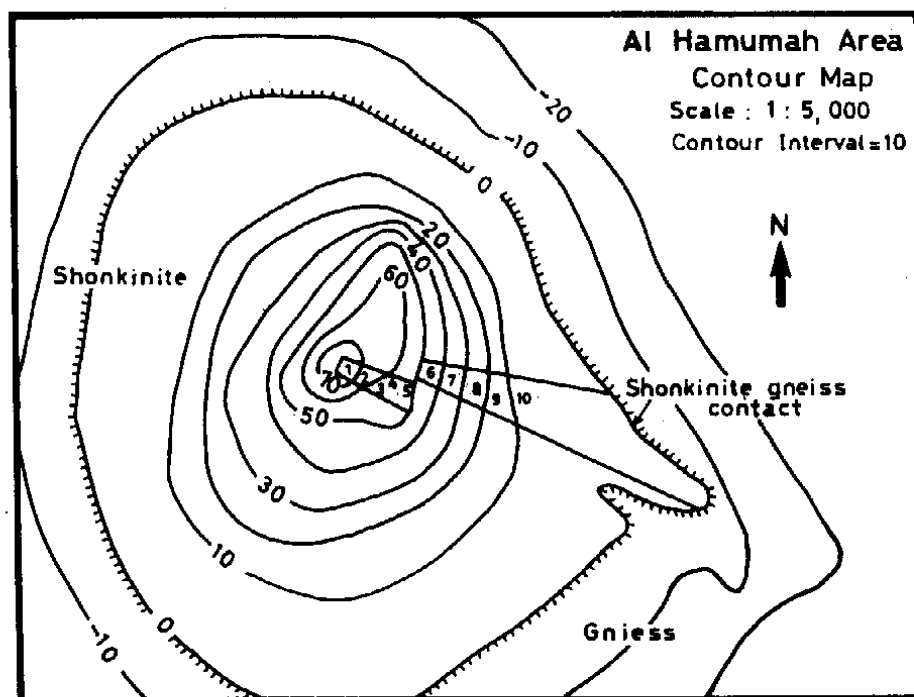 Al Hamumah Area
Contour Map
Scale : 1 : 5,000
Contour Interval=10
-20
-10
0
N
20
40
60
Shonkinite
70
1
2
3
4
5
6
7
8
9
10
Shonkinite gneiss
contact
50
30
10
0
-10
Gniess